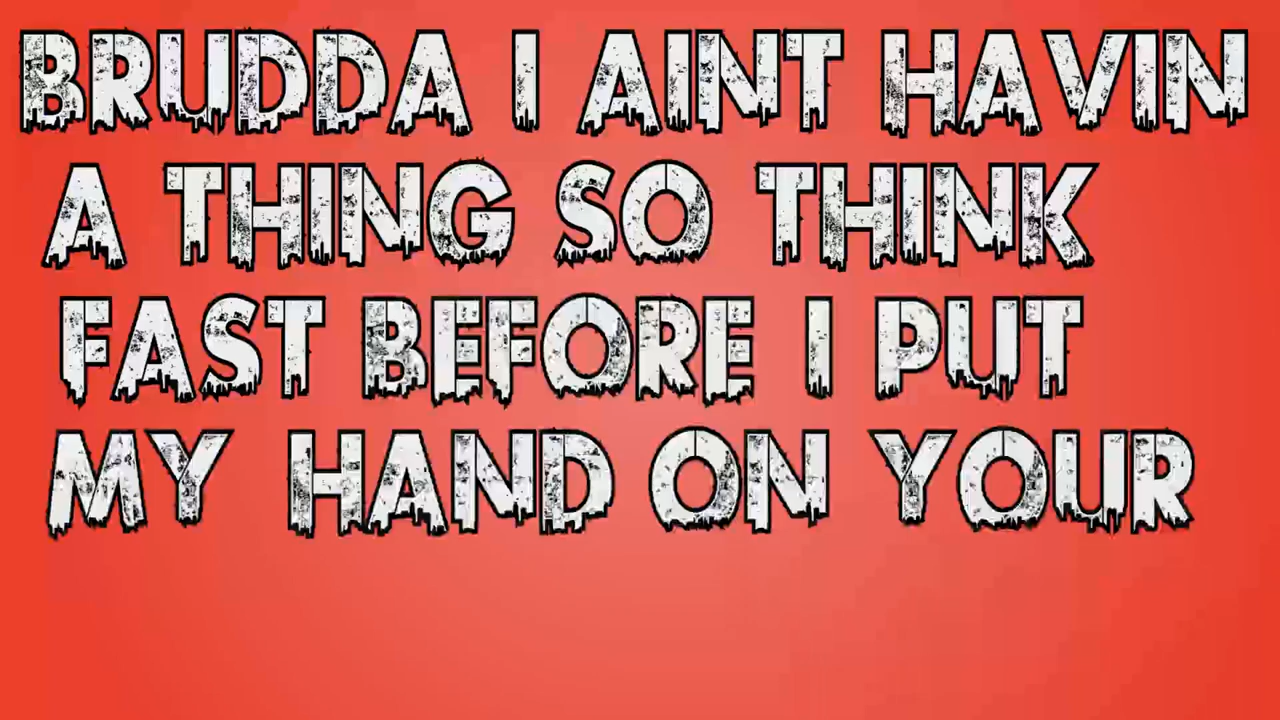 BRUDDA I AINT HAVIN
A THING SO THINK
FAST BEFORE I PUT
MY HAND ON YOUR